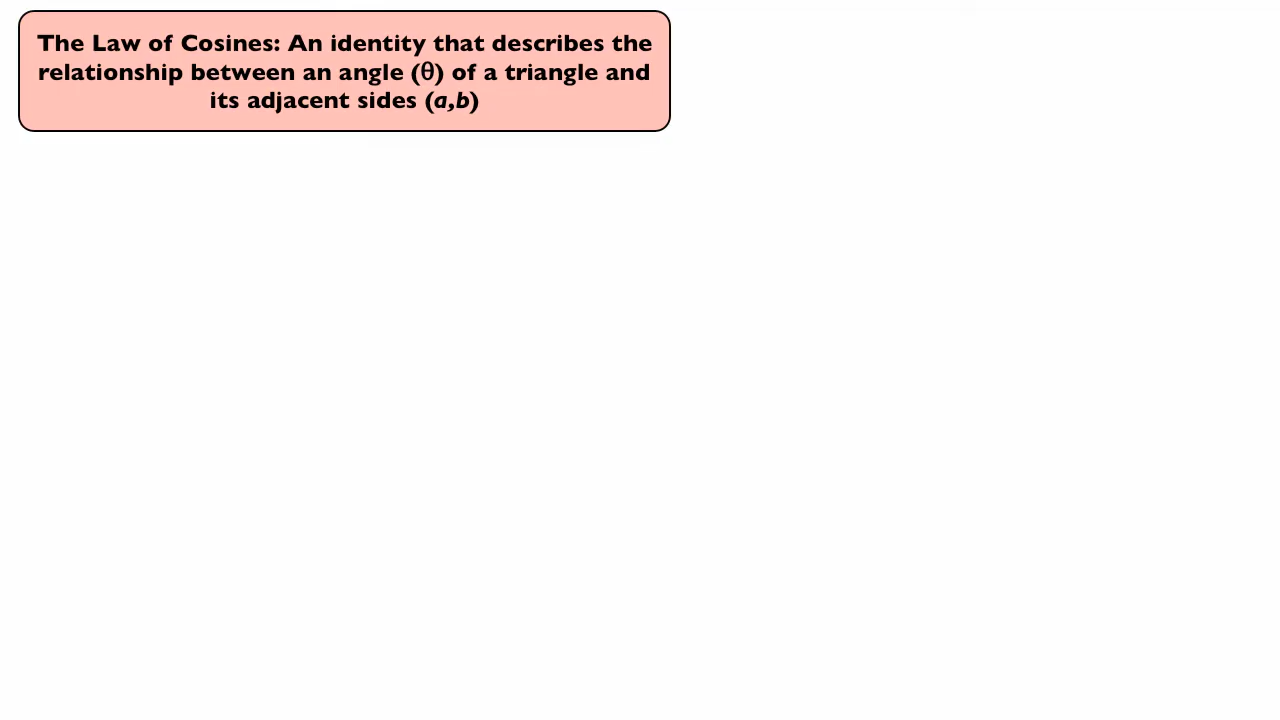 The Law of Cosines: An identity that describes the
relationship between an angle (θ) of a triangle and
its adjacent sides (a,b)